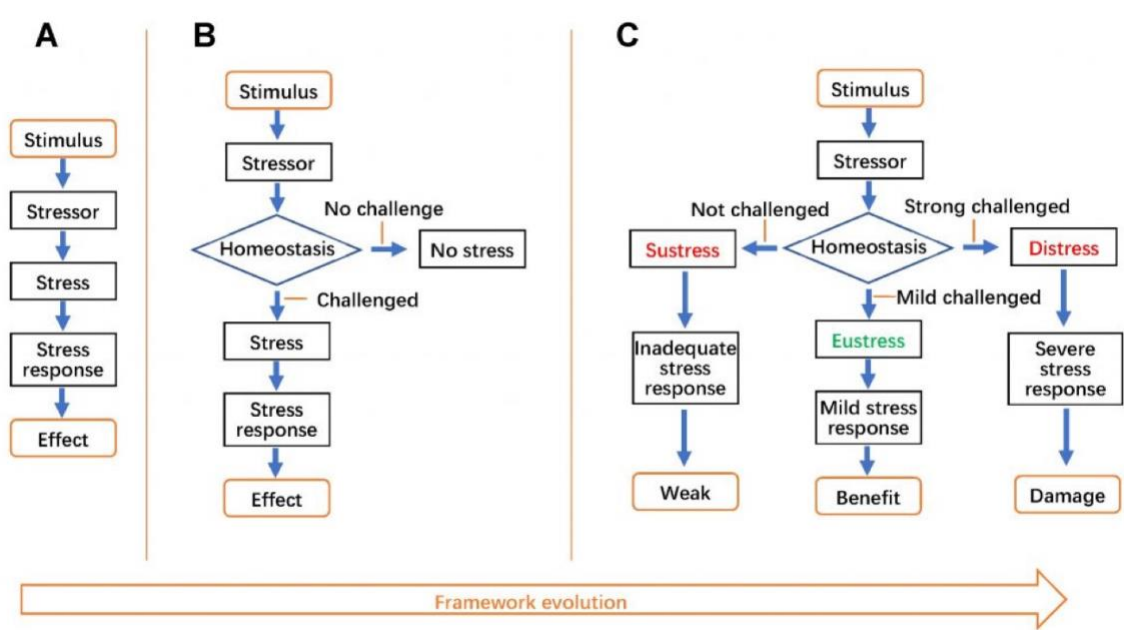 A
Stimulus
Stressor
Stress
Stress
response
Effect
B
Stimulus
Stressor
No challenge
Homeostasis
No stress
Challenged
Stress
Stress
response
Effect
C
Stimulus
Stressor
Not challenged
Strong challenged
Sustress
Homeostasis
Distress
Mild challenged
Inadequate
stress
response
Eustress
Mild stress
response
Severe
stress
response
Weak
Benefit
Damage
Framework evolution